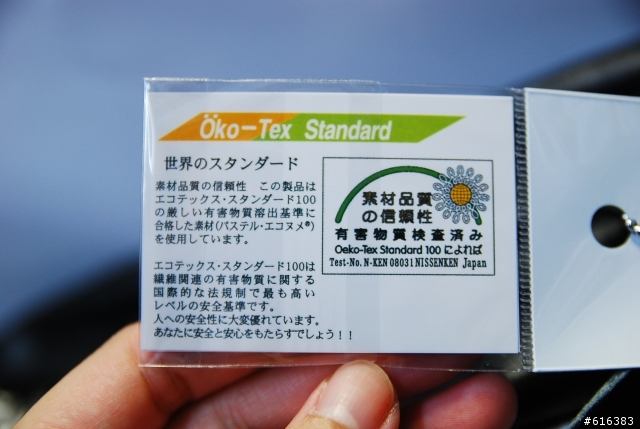 Öko-Tex Standard
世界のスタンダード
素材品質の信頼性 この製品は
エコテックス・スタンダード100
の厳しい有害物質溶出基準に
合格した素材(パステル・エコヌメ®)
を使用しています。
エコテックス・スタンダード100は
繊維関連の有害物質に関する
国際的な法規制で最も高い
レベルの安全基準です。
人への安全性に大変優れています。
あなたに安全と安心をもたらすでしょう!!
素材品質
の信頼性
有害物質検査済み
Oeko-Tex Standard 100 によれば
Test-No. N-KEN 08031 NISSENKEN Japan
#616383